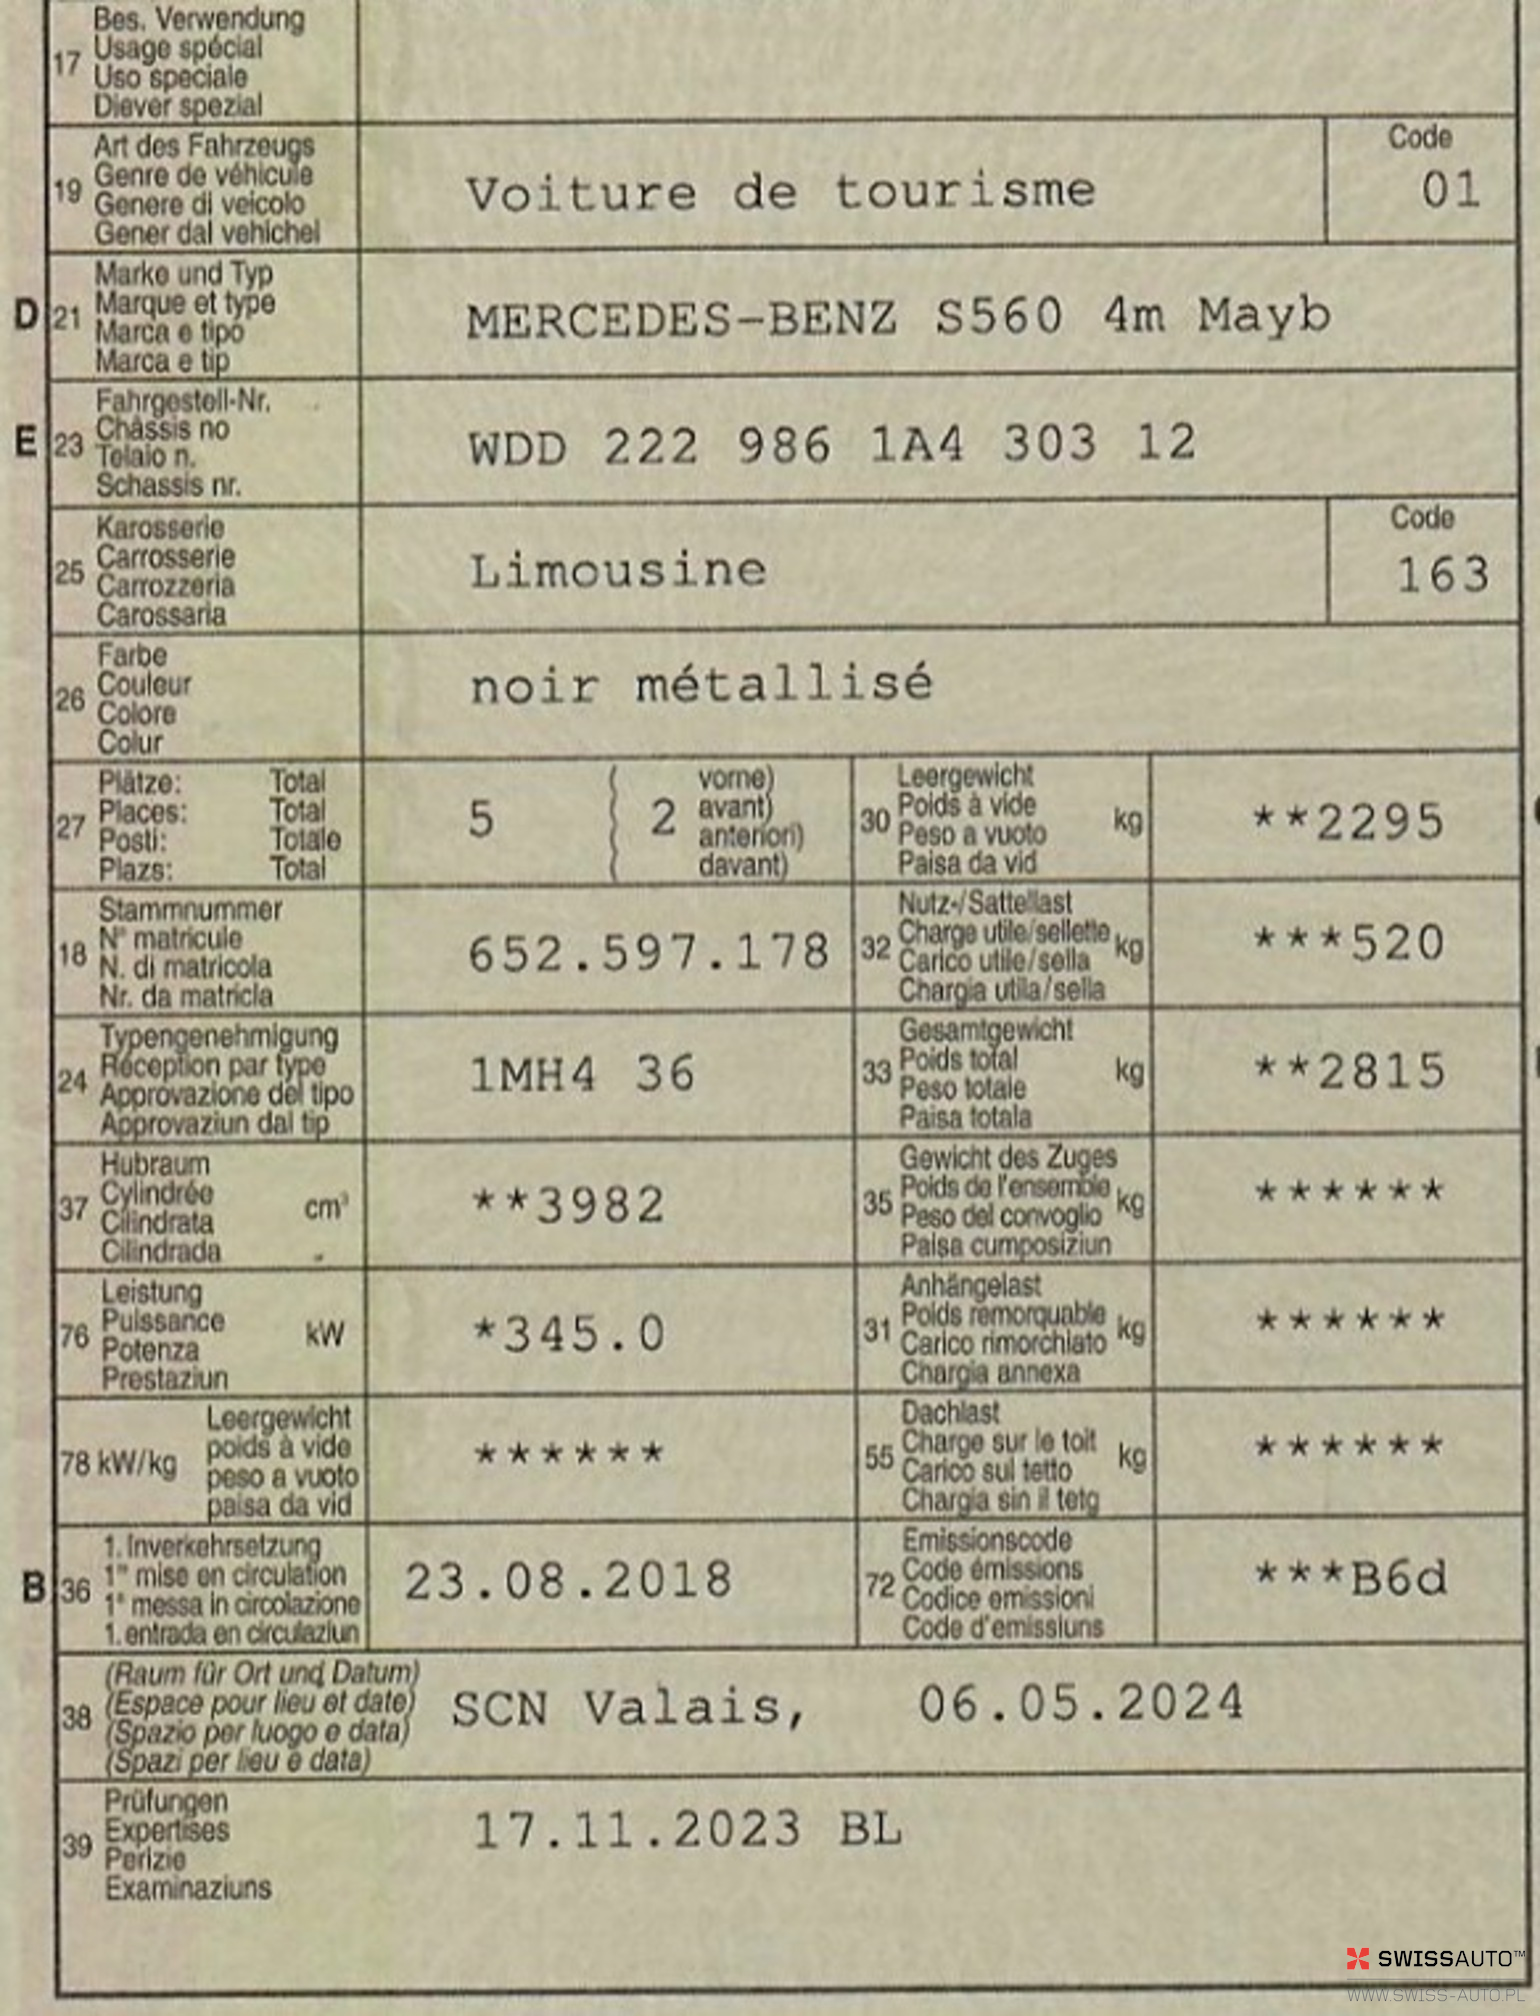 17
Bes. Verwendung
Usage spécial
Uso speciale
Diever spezial
19
Art des Fahrzeugs
Genre de véhicule
Genere di veicolo
Gener dal vehichel
Voiture de tourisme
Code
01
D
21
Marke und Typ
Marque et type
Marca e tipo
Marca e tip
MERCEDES-BENZ S560 4m Mayb
E
23
Fahrgestell-Nr.
Châssis no
Telaio n.
Schassis nr.
WDD 222 986 1A4 303 12
25
Karosserie
Carrosserie
Carrozzeria
Carossaria
Limousine
Code
163
26
Farbe
Couleur
Colore
Colur
noir métallisé
27
Plätze: Total
Places: Total
Posti: Totale
Plazs: Total
5
( 2
vorne)
avant)
anteriori)
davant)
30
Leergewicht
Poids à vide
Peso a vuoto
Paisa da vid
kg
**2295
18
Stammnummer
N° matricule
N. di matricola
Nr. da matricla
652.597.178
32
Nutz-/Sattellast
Charge utile/sellette
Carico utile/sella
Chargia utila/sella
kg
***520
24
Typengenehmigung
Réception par type
Approvazione del tipo
Approvaziun dal tip
1MH4 36
33
Gesamtgewicht
Poids total
Peso totale
Paisa totala
kg
**2815
37
Hubraum
Cylindrée
Cilindrata
Cilindrada
cm³
**3982
35
Gewicht des Zuges
Poids de l'ensemble
Peso del convoglio
Paisa cumposiziun
kg
******
76
Leistung
Puissance
Potenza
Prestaziun
kW
*345.0
31
Anhängelast
Poids remorquable
Carico rimorchiato
Chargia annexa
kg
******
78 kW/kg
Leergewicht
poids à vide
peso a vuoto
paisa da vid
******
55
Dachlast
Charge sur le toit
Carico sul tetto
Chargia sin il tetg
kg
******
B
36
1. Inverkehrsetzung
1re mise en circulation
1a messa in circolazione
1. entrada en circulaziun
23.08.2018
72
Emissionscode
Code émissions
Codice emissioni
Code d'emissiuns
***B6d
38
(Raum für Ort und Datum)
(Espace pour lieu et date)
(Spazio per luogo e data)
(Spazi per lieu e data)
SCN Valais, 06.05.2024
39
Prüfungen
Expertises
Perizie
Examinaziuns
17.11.2023 BL
SWISSAUTO™
WWW.SWISS-AUTO.PL